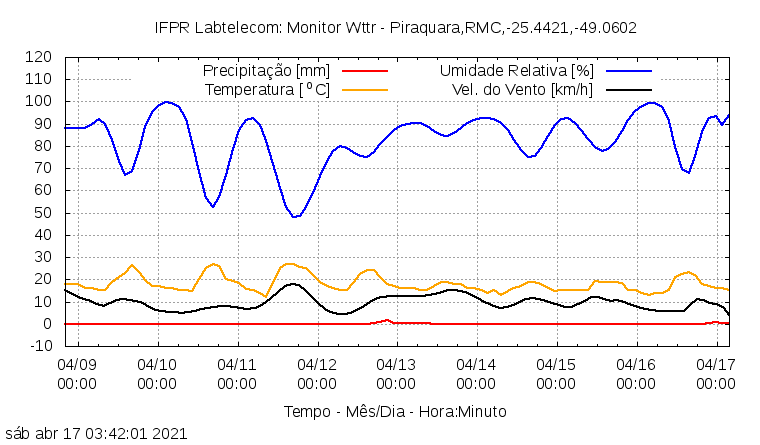 IFPR Labtelecom: Monitor Wttr - Piraquara,RMC,-25.4421,-49.0602
Precipitação [mm]
Temperatura [ ⁰C]
Umidade Relativa [%]
Vel. do Vento [km/h]
120
110
100
90
80
70
60
50
40
30
20
10
0
-10
04/09 04/10 04/11 04/12 04/13 04/14 04/15 04/16 04/17
00:00 00:00 00:00 00:00 00:00 00:00 00:00 00:00 00:00
Tempo - Mês/Dia - Hora:Minuto
sáb abr 17 03:42:01 2021